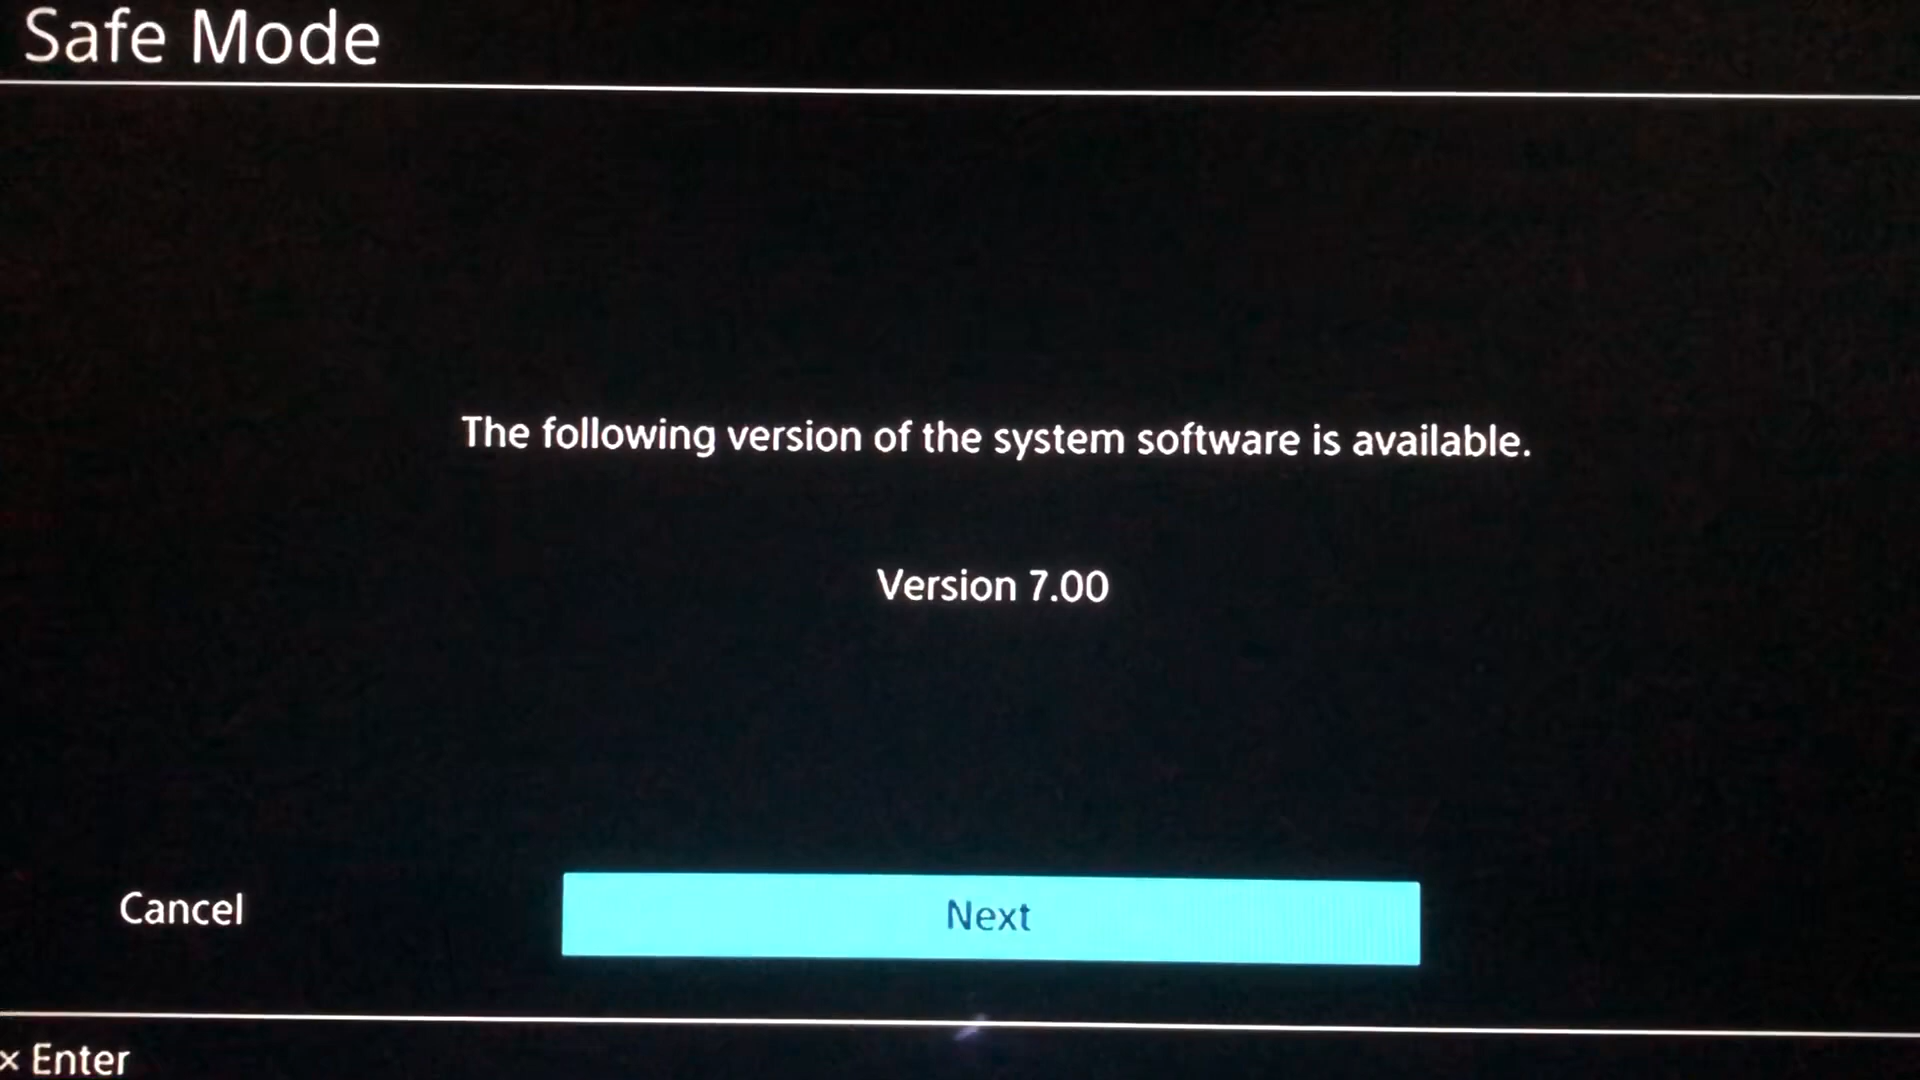 Safe Mode
The following version of the system software is available.
Version 7.00
Cancel
Next
× Enter